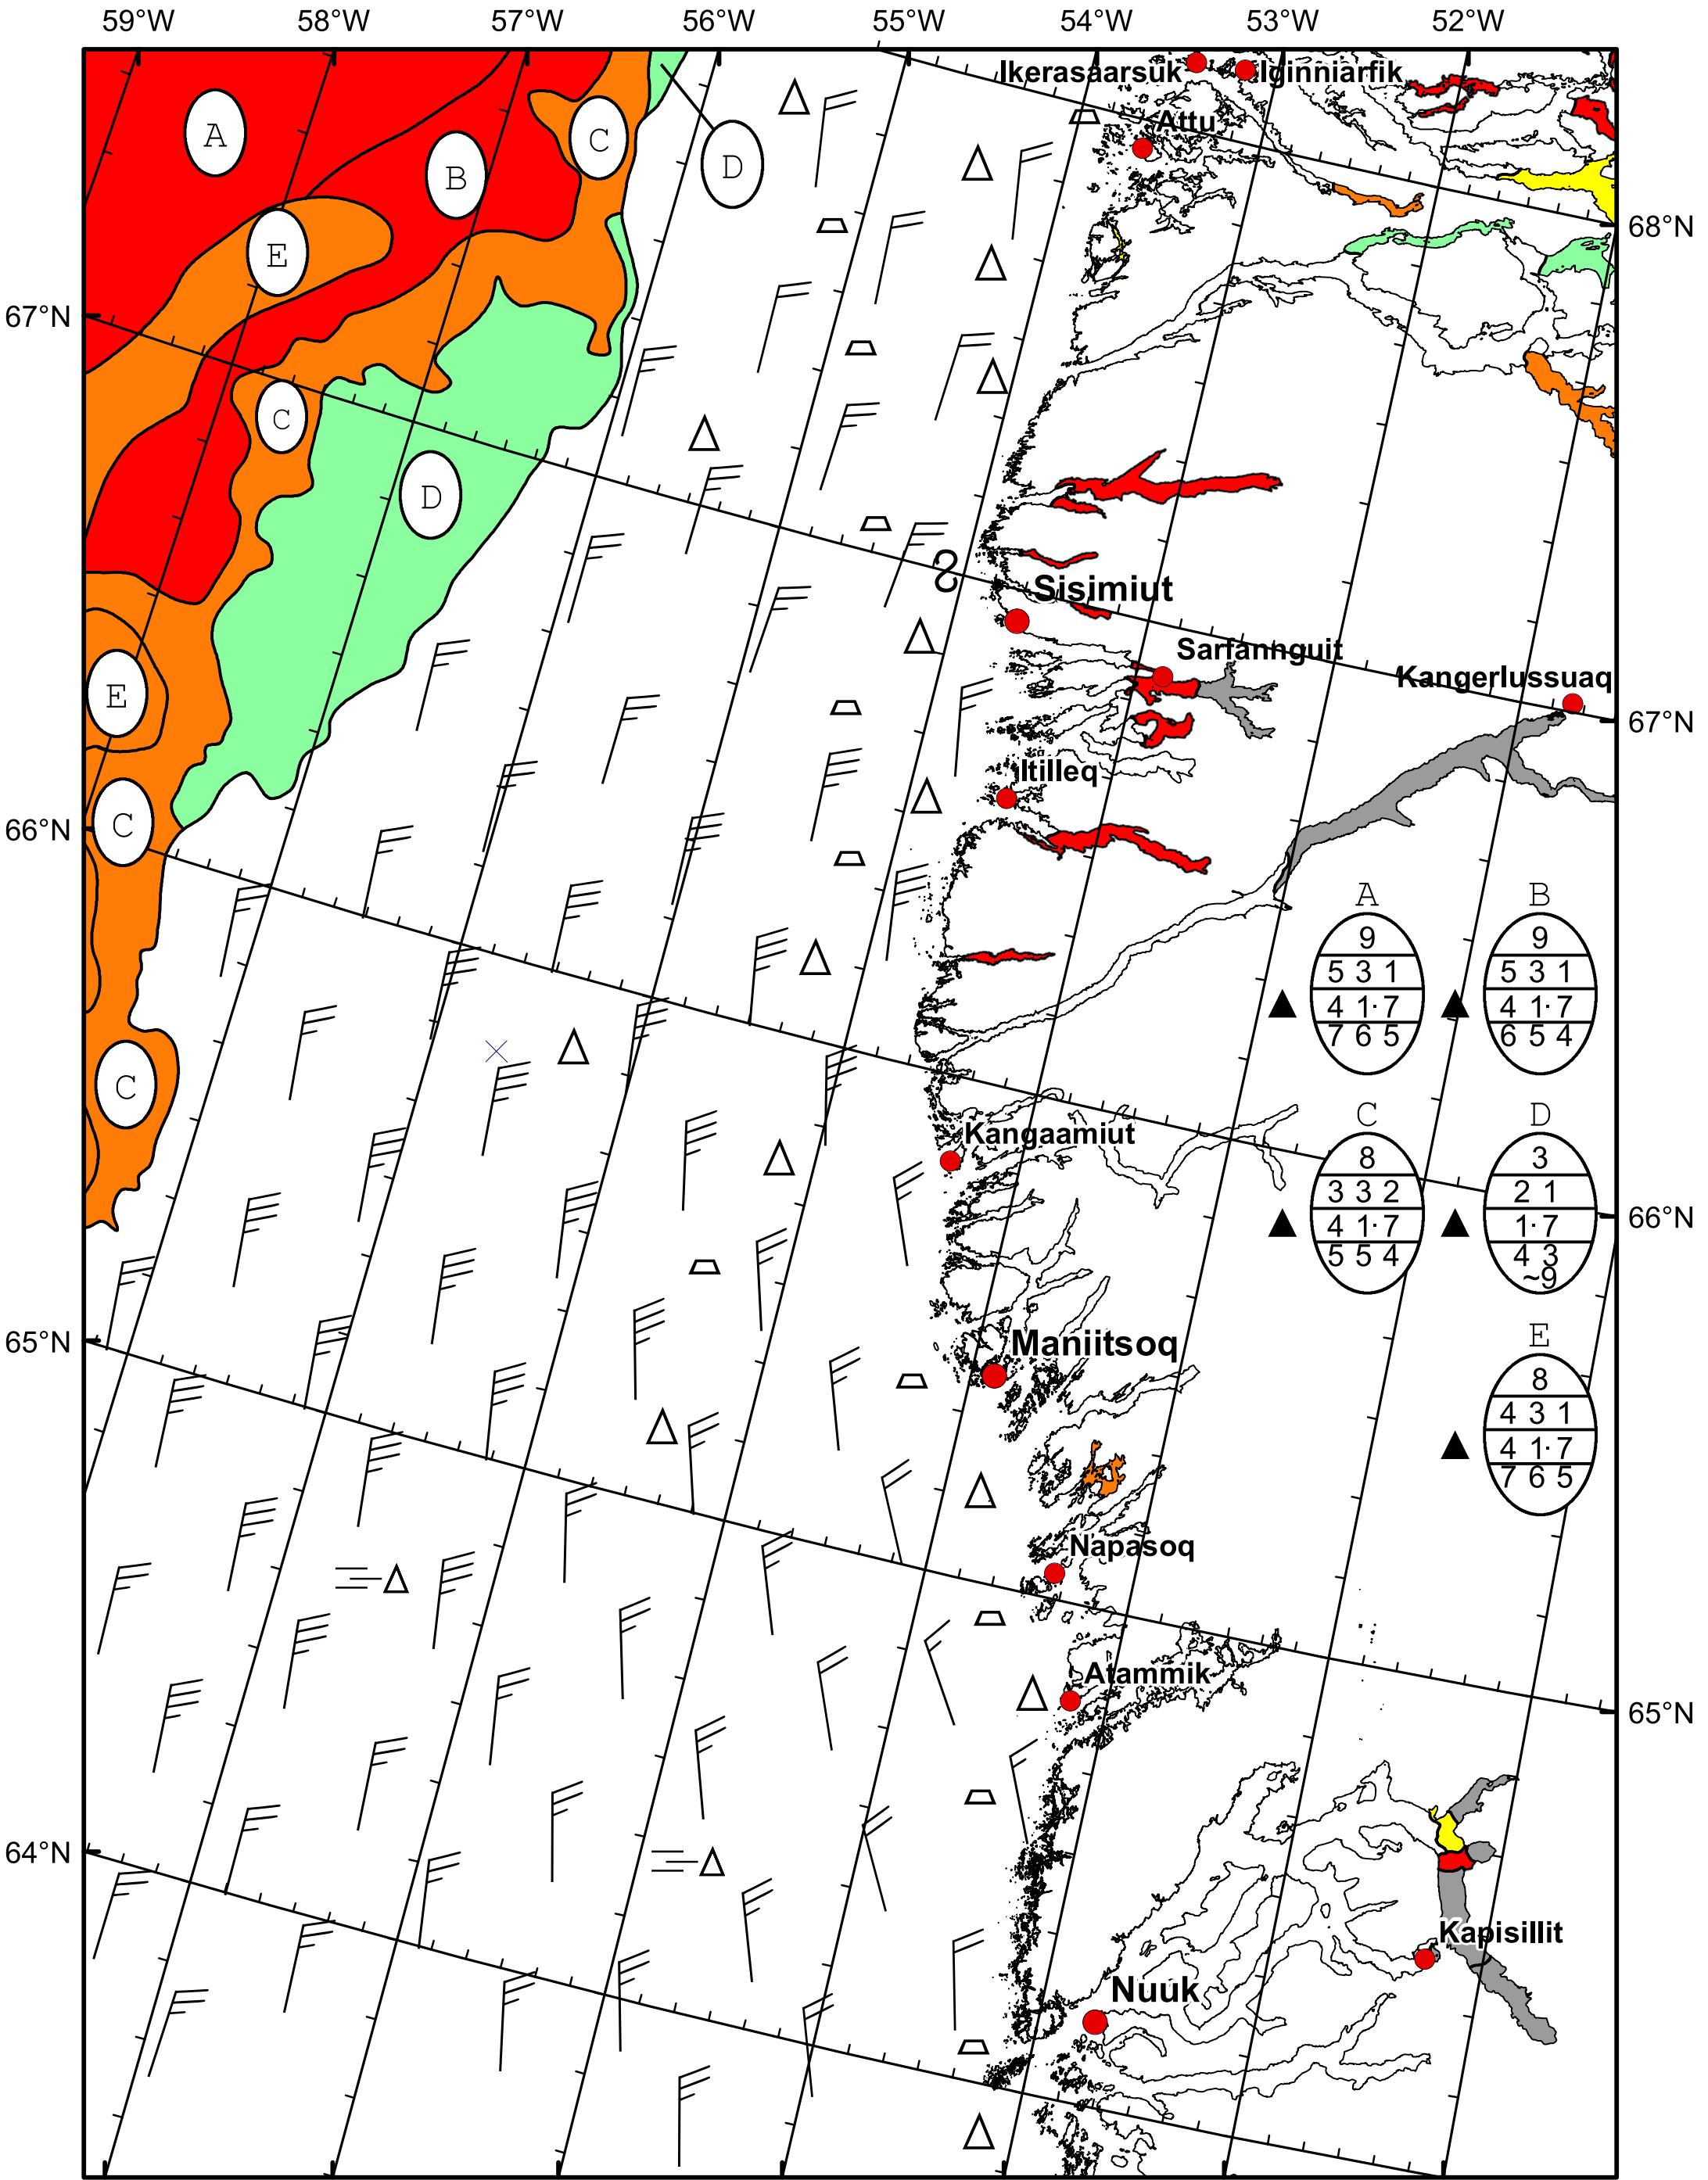 59°W 58°W 57°W 56°W 55°W 54°W 53°W 52°W
Ikerasaarsuk Iginniarfik
A
B
C
D
Attu
E
68°N
67°N
C
D
Sisimiut
Sarfannguit
Kangerlussuaq
E
67°N
Itilleq
C
66°N
A B
9 9
5 3 1 5 3 1
4 1· 7 4 1· 7
7 6 5 6 5 4
C
Kangaamiut
C D
8 3
3 3 2 2 1
4 1· 7 1· 7
5 5 4 4 3
~9
66°N
65°N
Maniitsoq
E
8
4 3 1
4 1· 7
7 6 5
Napasoq
Atammik
65°N
64°N
Kapisillit
Nuuk